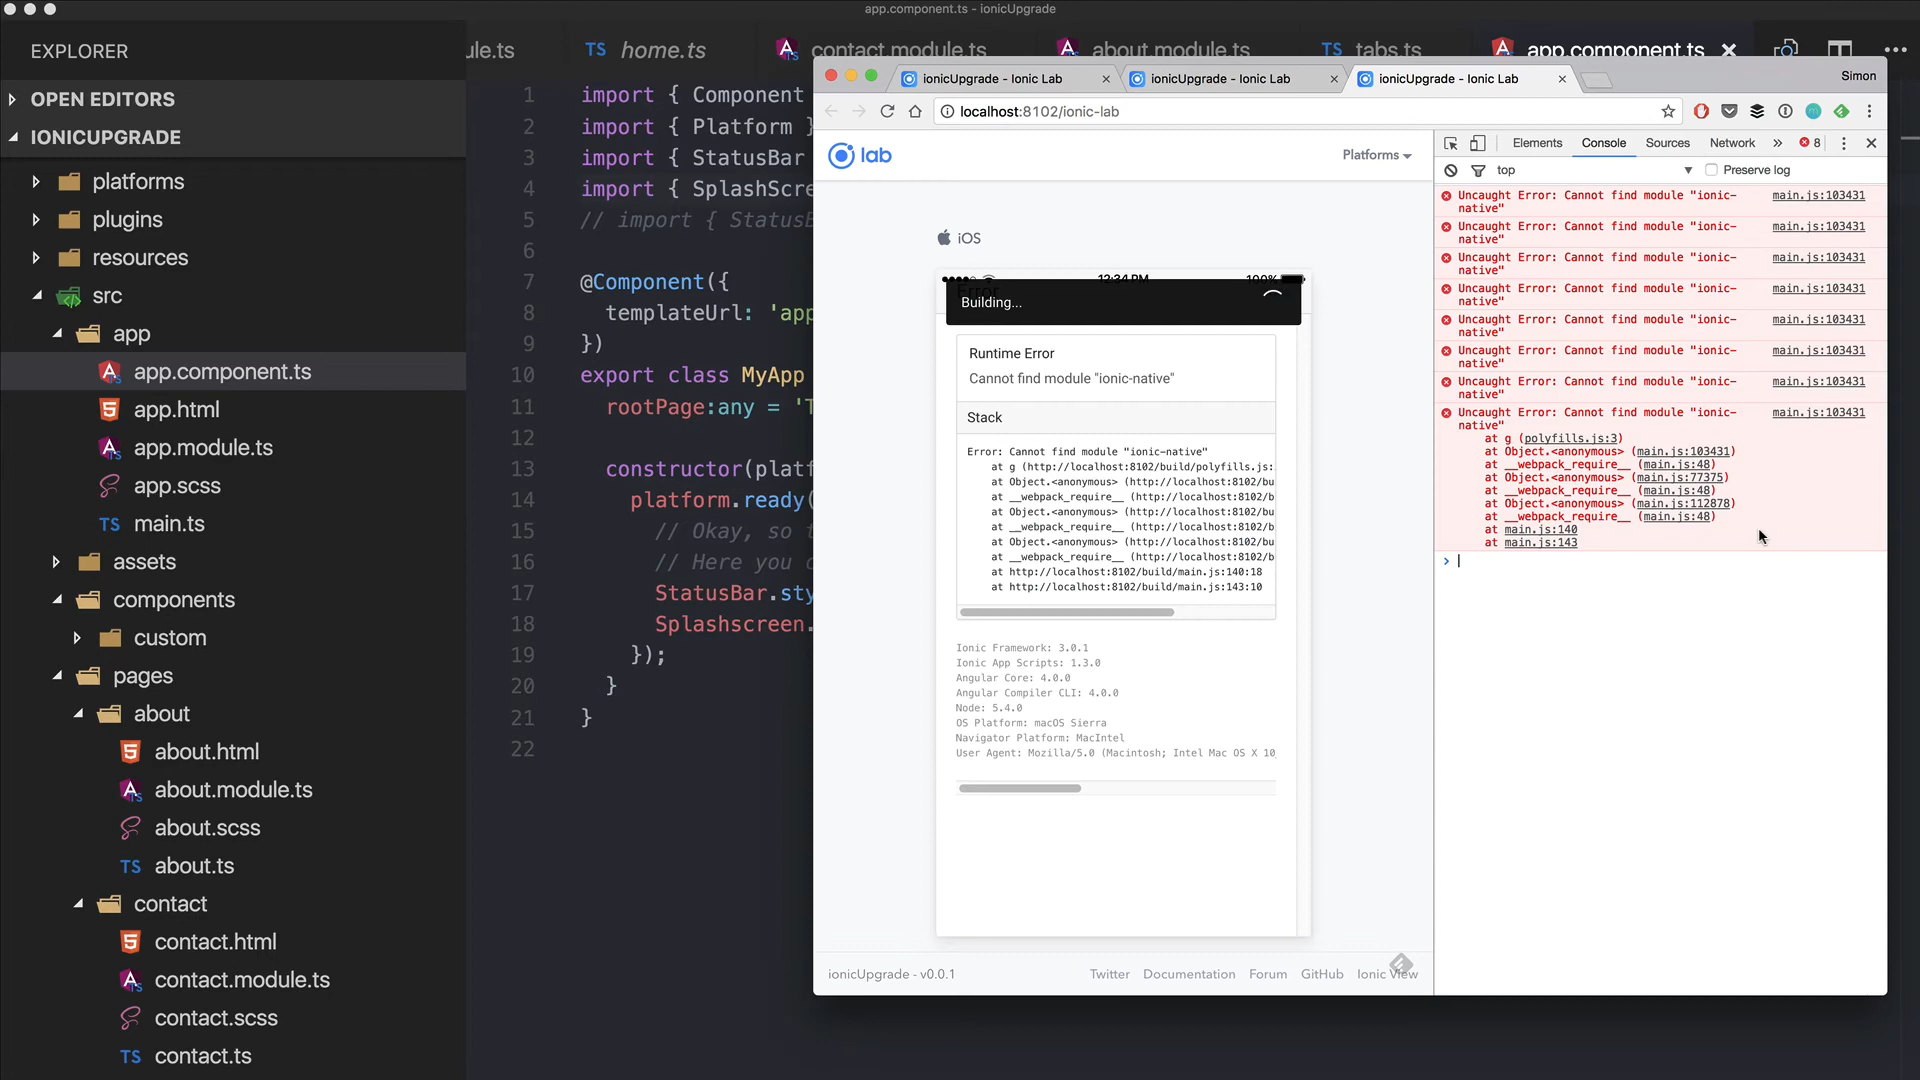 app.component.ts - ionicUpgrade
EXPLORER
OPEN EDITORS
IONICUPGRADE
platforms
plugins
resources
src
app
app.component.ts
app.html
app.module.ts
app.scss
main.ts
assets
components
custom
pages
about
about.html
about.module.ts
about.scss
about.ts
contact
contact.html
contact.module.ts
contact.scss
contact.ts
ule.ts
TS home.ts
contact.module.ts
about.module.ts
TS tabs.ts
app.component.ts
1 import { Component
2 import { Platform }
3 import { StatusBar
4 import { SplashScre
5 // import { StatusB
6
7 @Component({
8 templateUrl: 'app
9 })
10 export class MyApp
11 rootPage:any = 'T
12
13 constructor(platf
14 platform.ready(
15 // Okay, so t
16 // Here you c
17 StatusBar.sty
18 Splashscreen.
19 });
20 }
21 }
22
ionicUpgrade - Ionic Lab
ionicUpgrade - Ionic Lab
ionicUpgrade - Ionic Lab
Simon
localhost:8102/ionic-lab
lab
Platforms
iOS
12:34 PM
100%
Error
Building...
Runtime Error
Cannot find module "ionic-native"
Stack
Error: Cannot find module "ionic-native"
at g (http://localhost:8102/build/polyfills.js:
at Object.<anonymous> (http://localhost:8102/bu
at __webpack_require__ (http://localhost:8102/b
at Object.<anonymous> (http://localhost:8102/bu
at __webpack_require__ (http://localhost:8102/b
at Object.<anonymous> (http://localhost:8102/bu
at __webpack_require__ (http://localhost:8102/b
at http://localhost:8102/build/main.js:140:18
at http://localhost:8102/build/main.js:143:10
Ionic Framework: 3.0.1
Ionic App Scripts: 1.3.0
Angular Core: 4.0.0
Angular Compiler CLI: 4.0.0
Node: 5.4.0
OS Platform: macOS Sierra
Navigator Platform: MacIntel
User Agent: Mozilla/5.0 (Macintosh; Intel Mac OS X 10_
ionicUpgrade - v0.0.1
Twitter Documentation Forum GitHub Ionic View
Elements Console Sources Network » 8
top Preserve log
Uncaught Error: Cannot find module "ionic- main.js:103431
native"
Uncaught Error: Cannot find module "ionic- main.js:103431
native"
Uncaught Error: Cannot find module "ionic- main.js:103431
native"
Uncaught Error: Cannot find module "ionic- main.js:103431
native"
Uncaught Error: Cannot find module "ionic- main.js:103431
native"
Uncaught Error: Cannot find module "ionic- main.js:103431
native"
Uncaught Error: Cannot find module "ionic- main.js:103431
native"
Uncaught Error: Cannot find module "ionic- main.js:103431
native"
at g (polyfills.js:3)
at Object.<anonymous> (main.js:103431)
at __webpack_require__ (main.js:48)
at Object.<anonymous> (main.js:77375)
at __webpack_require__ (main.js:48)
at Object.<anonymous> (main.js:112878)
at __webpack_require__ (main.js:48)
at main.js:140
at main.js:143